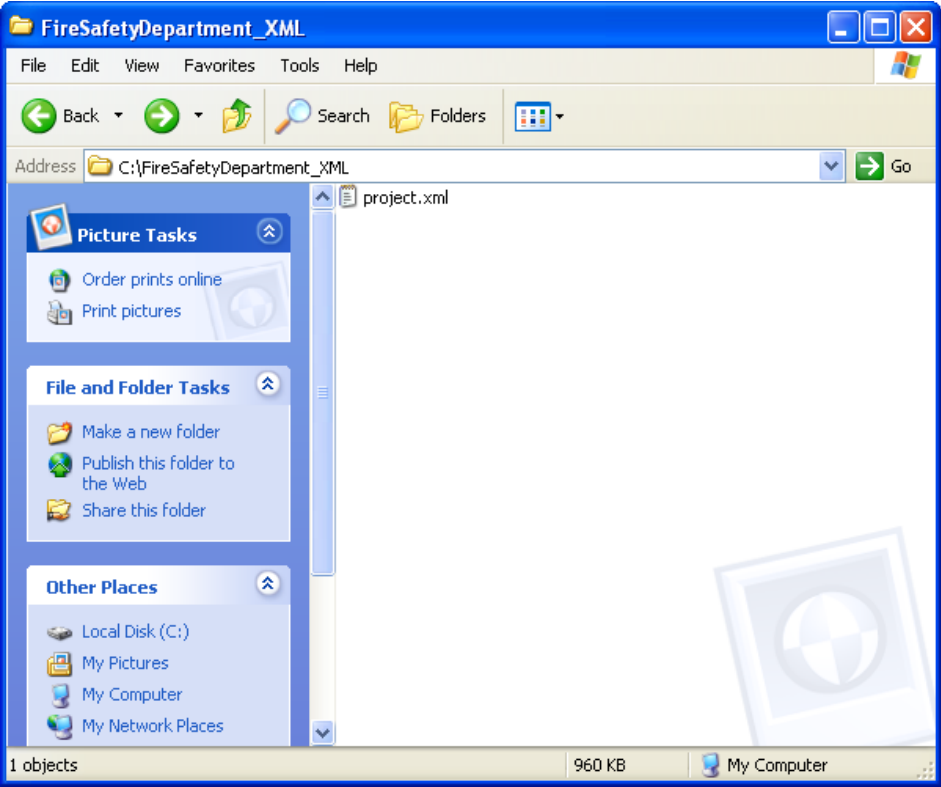 FireSafetyDepartment_XML
File Edit View Favorites Tools Help
Back Search Folders
Address C:\FireSafetyDepartment_XML Go
project.xml
Picture Tasks
Order prints online
Print pictures
File and Folder Tasks
Make a new folder
Publish this folder to
the Web
Share this folder
Other Places
Local Disk (C:)
My Pictures
My Computer
My Network Places
1 objects 960 KB My Computer